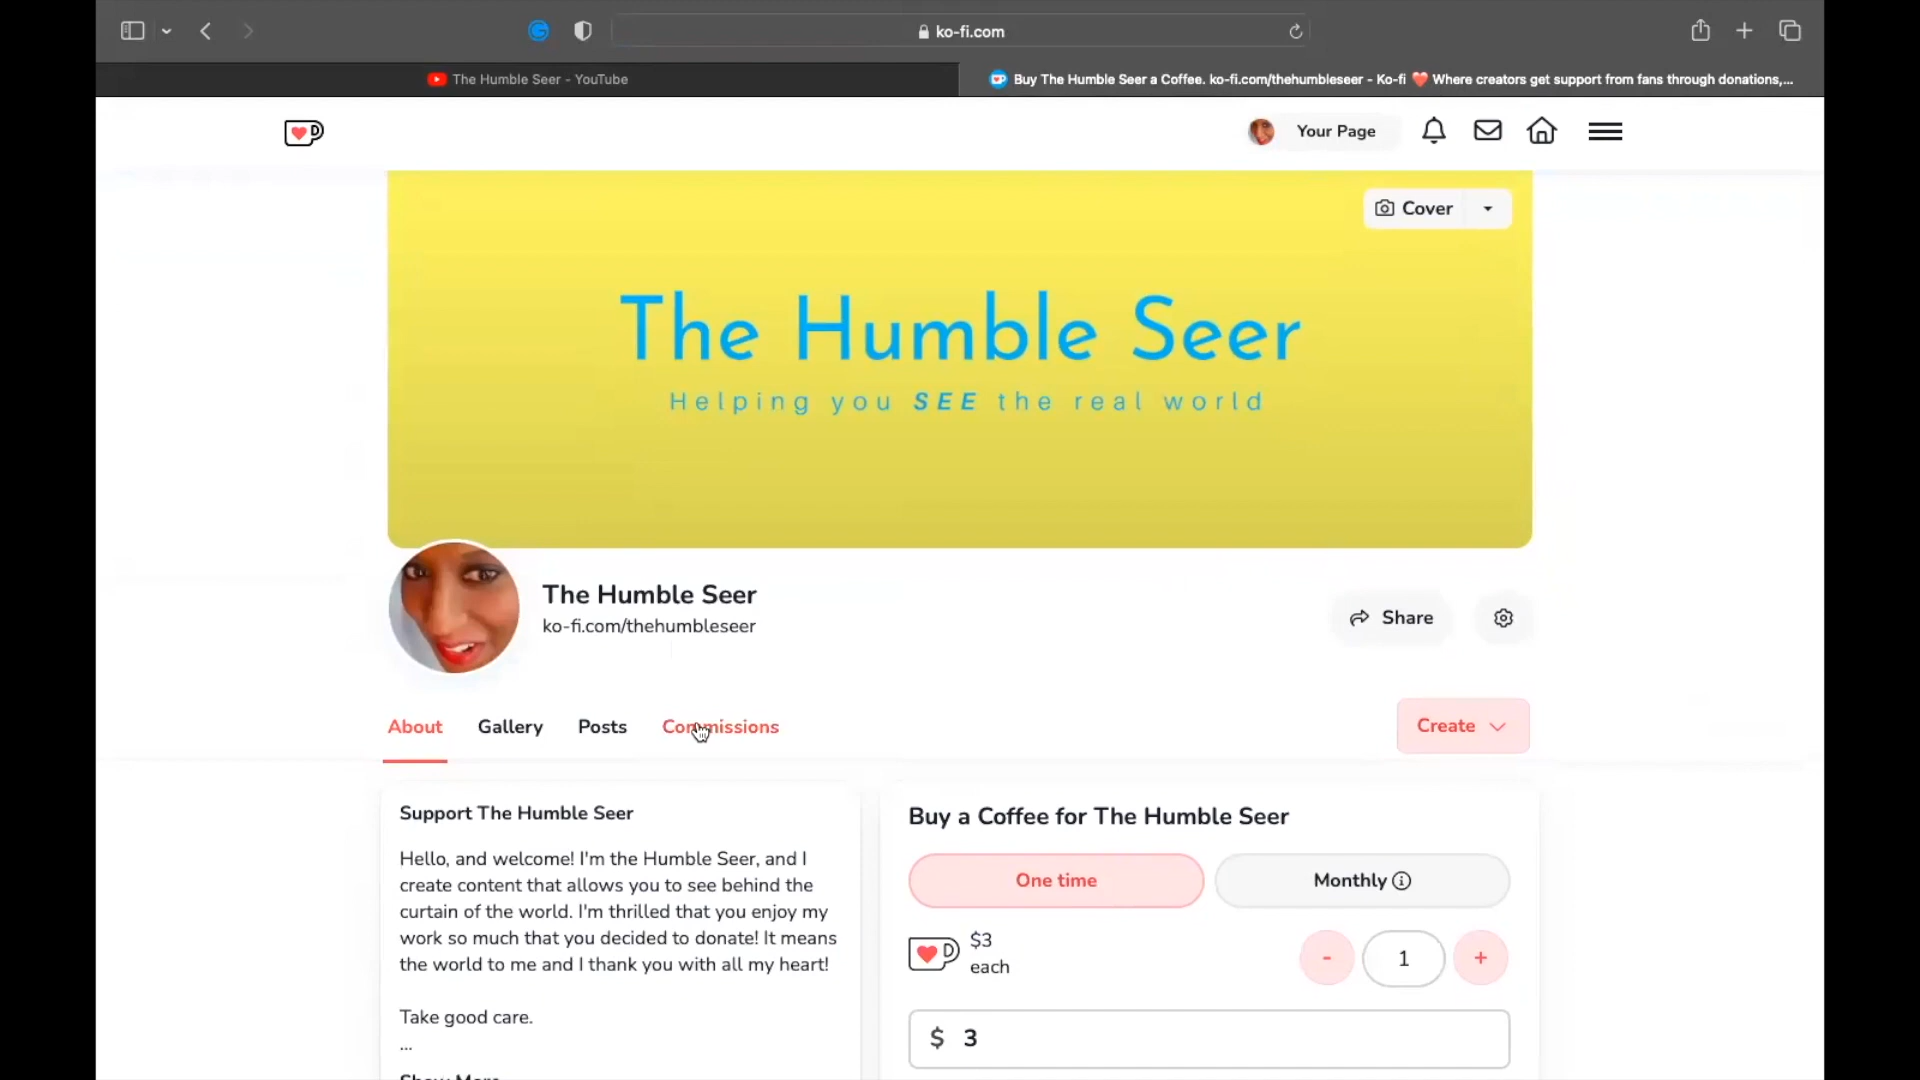 ko-fi.com
The Humble Seer - YouTube
Buy The Humble Seer a Coffee. ko-fi.com/thehumbleseer - Ko-fi ❤️ Where creators get support from fans through donations,...
Your Page
Cover
The Humble Seer
Helping you SEE the real world
The Humble Seer
ko-fi.com/thehumbleseer
Share
About Gallery Posts Commissions
Create
Support The Humble Seer
Hello, and welcome! I'm the Humble Seer, and I
create content that allows you to see behind the
curtain of the world. I'm thrilled that you enjoy my
work so much that you decided to donate! It means
the world to me and I thank you with all my heart!
Take good care.
...
Show More
Buy a Coffee for The Humble Seer
One time
Monthly
$3
each
- 1 +
$ 3